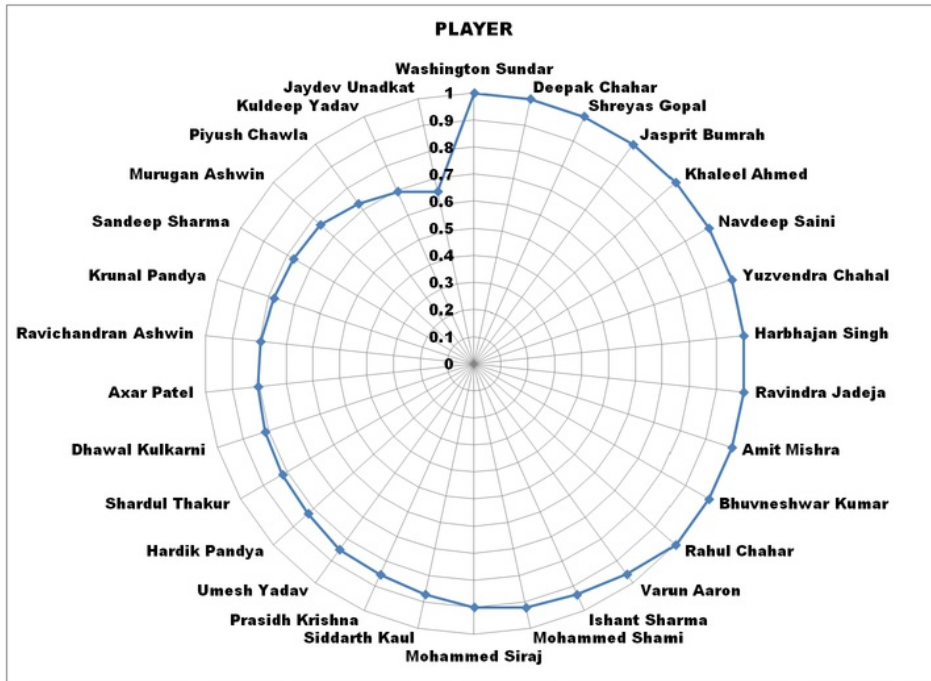 PLAYER
Washington Sundar
Deepak Chahar
Shreyas Gopal
Jasprit Bumrah
Khaleel Ahmed
Navdeep Saini
Yuzvendra Chahal
Harbhajan Singh
Ravindra Jadeja
Amit Mishra
Bhuvneshwar Kumar
Rahul Chahar
Varun Aaron
Ishant Sharma
Mohammed Shami
Mohammed Siraj
Siddarth Kaul
Prasidh Krishna
Umesh Yadav
Hardik Pandya
Shardul Thakur
Dhawal Kulkarni
Axar Patel
Ravichandran Ashwin
Krunal Pandya
Sandeep Sharma
Murugan Ashwin
Piyush Chawla
Kuldeep Yadav
Jaydev Unadkat
1
0.9
0.8
0.7
0.6
0.5
0.4
0.3
0.2
0.1
0